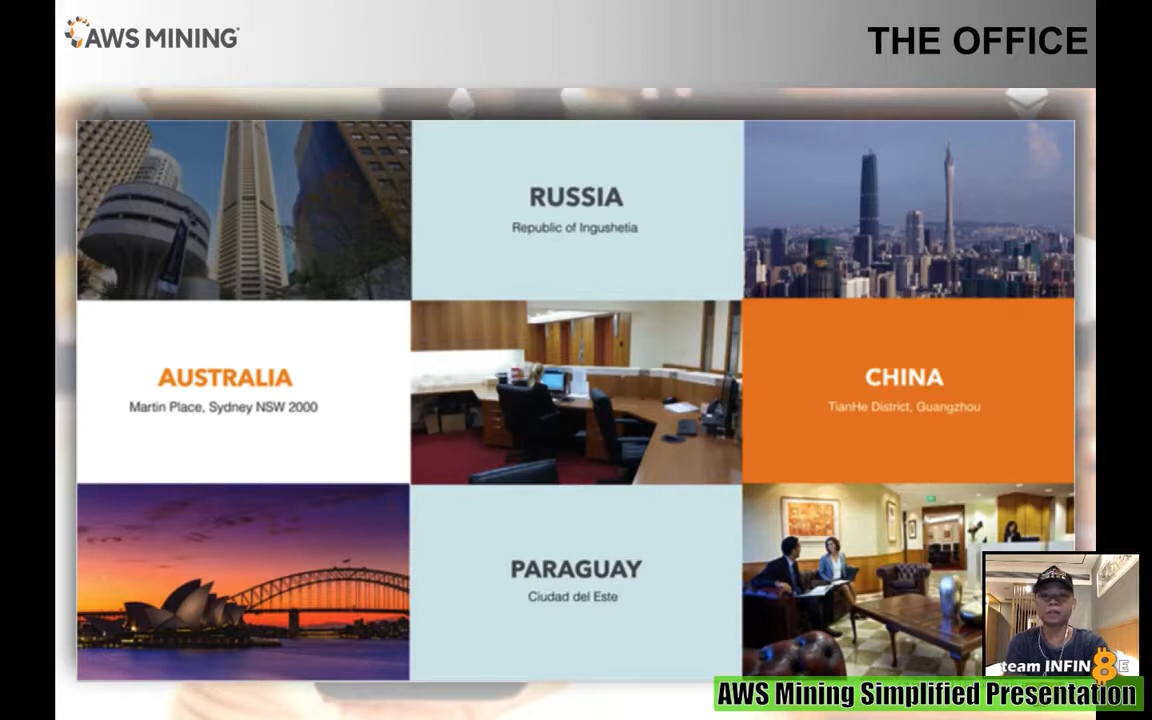 AWS MINING
THE OFFICE
RUSSIA
Republic of Ingushetia
AUSTRALIA
Martin Place, Sydney NSW 2000
CHINA
TianHe District, Guangzhou
PARAGUAY
Ciudad del Este
team INFIN8E
AWS Mining Simplified Presentation